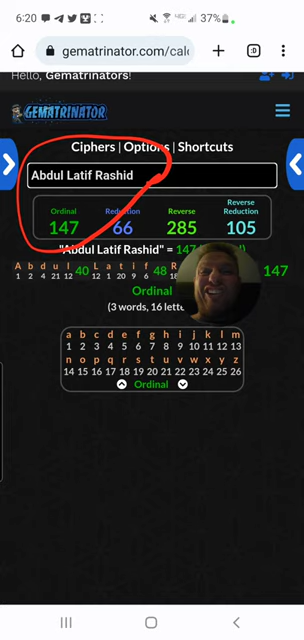 6:20 37%
gematrinator.com/calc
Hello, Gematrinators!
GEMATRINATOR
Ciphers | Options | Shortcuts
Abdul Latif Rashid
Ordinal Reduction Reverse Reverse Reduction
147 66 285 105
"Abdul Latif Rashid" = 147
A b d u l 40 L a t i f 48 R 147
1 2 4 21 12 12 1 20 9 6 18
Ordinal
(3 words, 16
a b c d e f g h i j k l m
1 2 3 4 5 6 7 8 9 10 11 12 13
n o p q r s t u v w x y z
14 15 16 17 18 19 20 21 22 23 24 25 26
Ordinal